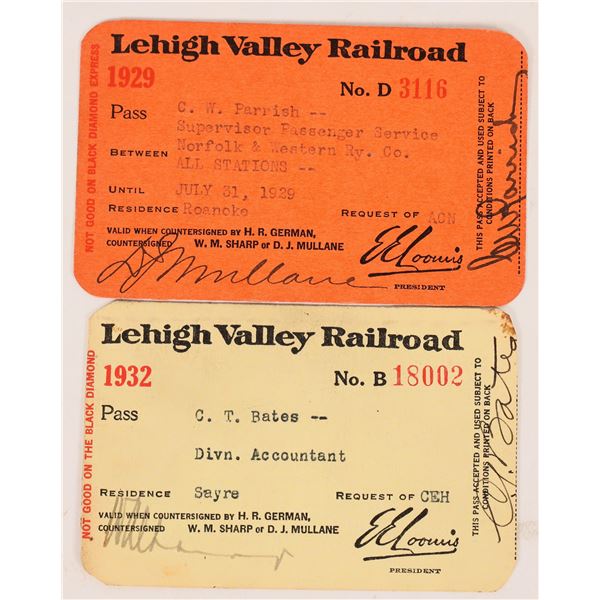 Lehigh Valley Railroad
1929
No. D 3116
Pass C. W. Parrish --
Supervisor Passenger Service
Between Norfolk & Western Ry. Co.
ALL STATIONS --
Until JULY 31, 1929
Residence Roanoke Request of ACN
VALID WHEN COUNTERSIGNED BY H. R. GERMAN,
COUNTERSIGNED W. M. SHARP or D. J. MULLANE
D J Mullane
E E Loomis
PRESIDENT
NOT GOOD ON BLACK DIAMOND EXPRESS
THIS PASS ACCEPTED AND USED SUBJECT TO
CONDITIONS PRINTED ON BACK
C W Parrish
Lehigh Valley Railroad
1932
No. B 18002
Pass C. T. Bates --
Divn. Accountant
Residence Sayre Request of CEH
VALID WHEN COUNTERSIGNED BY H. R. GERMAN,
COUNTERSIGNED W. M. SHARP or D. J. MULLANE
E E Loomis
PRESIDENT
NOT GOOD ON THE BLACK DIAMOND
THIS PASS ACCEPTED AND USED SUBJECT TO
CONDITIONS PRINTED ON BACK
C T Bates